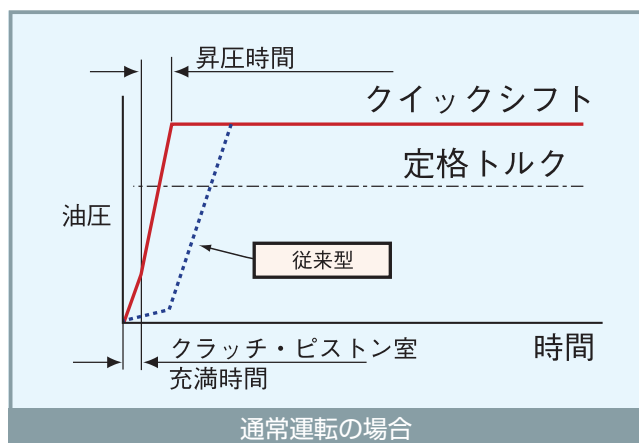 昇圧時間
クイックシフト
定格トルク
油圧
従来型
時間
クラッチ・ピストン室
充満時間
通常運転の場合